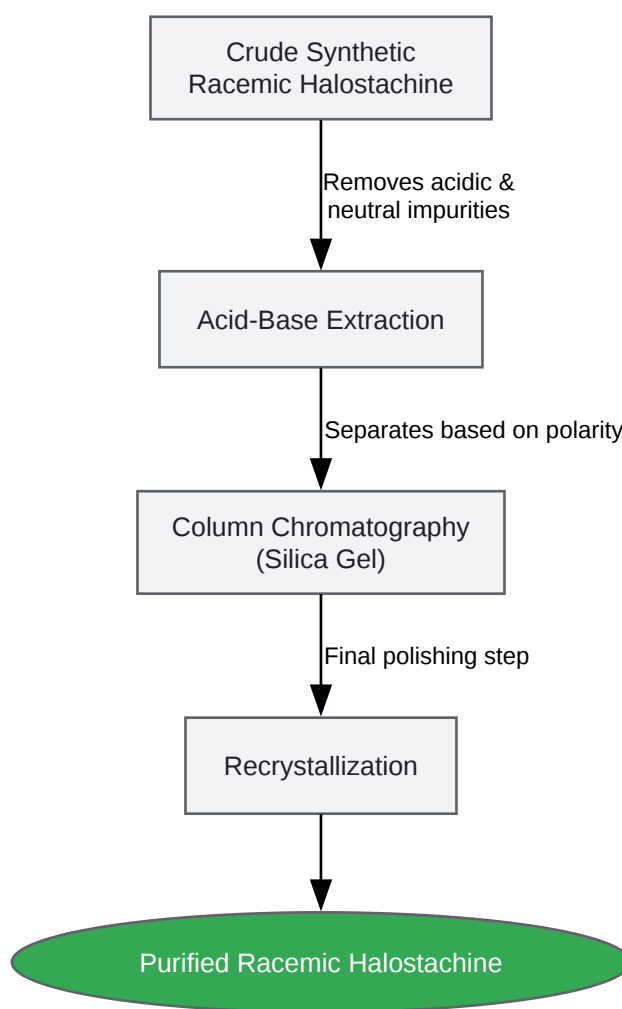 Crude Synthetic
Racemic Halostachine
Removes acidic &
neutral impurities
Acid-Base Extraction
Separates based on polarity
Column Chromatography
(Silica Gel)
Final polishing step
Recrystallization
Purified Racemic Halostachine